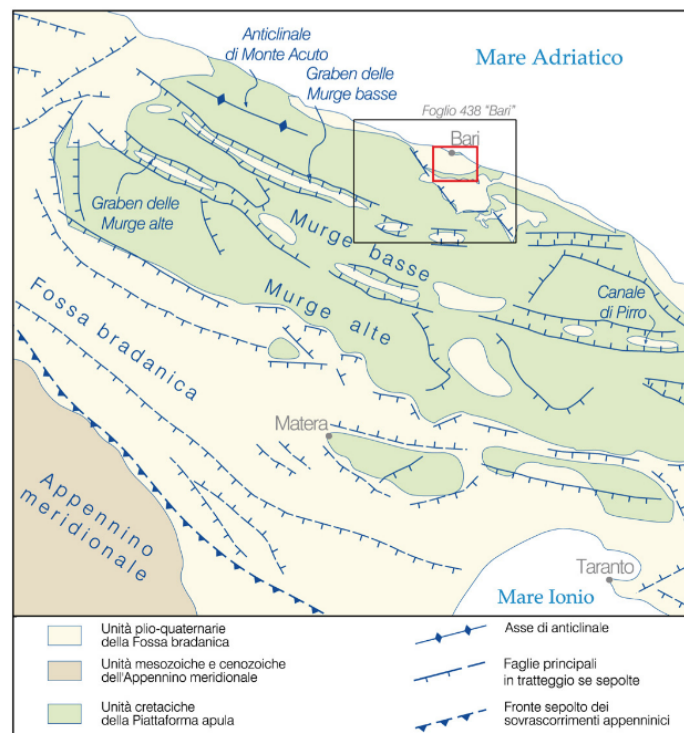 Anticlinale
di Monte Acuto
Mare Adriatico
Graben delle
Murge basse
Foglio 438 "Bari"
Bari
Graben delle
Murge alte
Murge basse
Murge alte
Canale
di Pirro
Fossa bradanica
Matera
Appennino
meridionale
Taranto
Mare Ionio
Unità plio-quaternarie
della Fossa bradanica
Unità mesozoiche e cenozoiche
dell'Appennino meridionale
Unità cretaciche
della Piattaforma apula
Asse di anticlinale
Faglie principali
in tratteggio se sepolte
Fronte sepolto dei
sovrascorrimenti appenninici